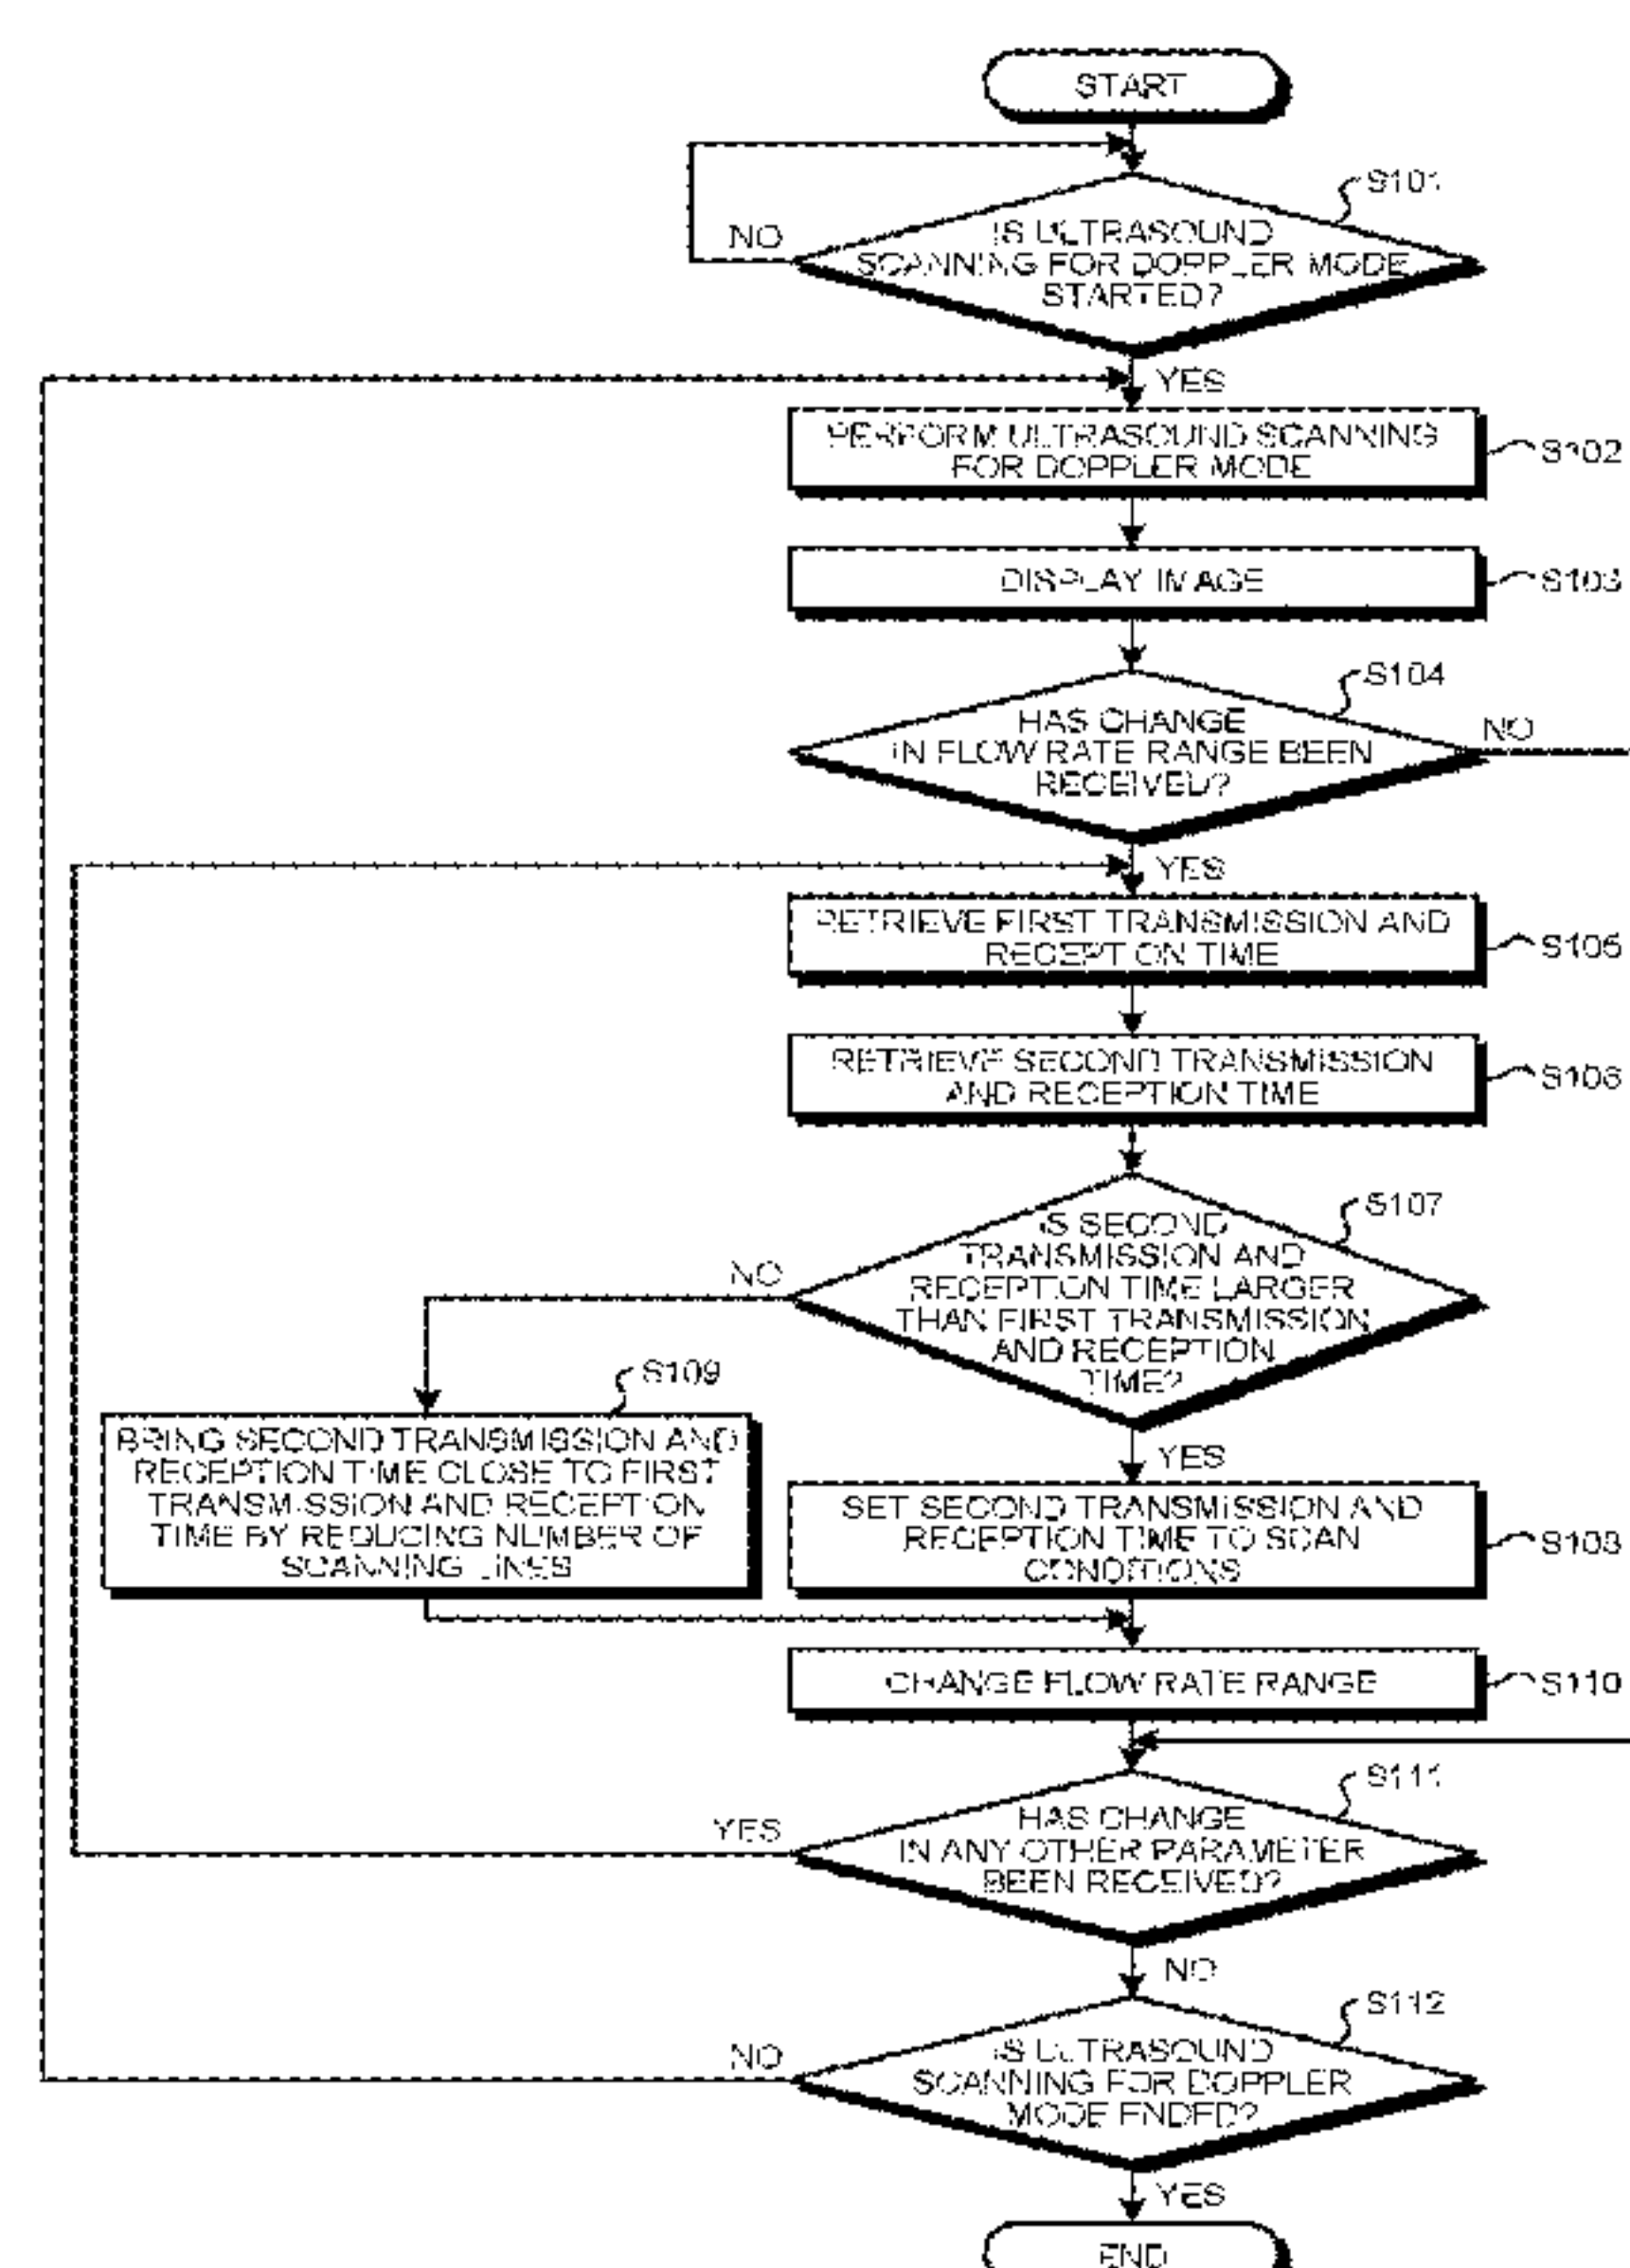 START
S101
IS ULTRASOUND
SCANNING FOR DOPPLER MODE
STARTED?
NO
YES
PERFORM ULTRASOUND SCANNING
FOR DOPPLER MODE
S102
DISPLAY IMAGE
S103
S104
HAS CHANGE
IN FLOW RATE RANGE BEEN
RECEIVED?
NO
YES
RETRIEVE FIRST TRANSMISSION AND
RECEPTION TIME
S105
RETRIEVE SECOND TRANSMISSION
AND RECEPTION TIME
S106
S107
IS SECOND
TRANSMISSION AND
RECEPTION TIME LARGER
THAN FIRST TRANSMISSION
AND RECEPTION
TIME?
NO
YES
S109
BRING SECOND TRANSMISSION AND
RECEPTION TIME CLOSE TO FIRST
TRANSMISSION AND RECEPTION
TIME BY REDUCING NUMBER OF
SCANNING LINES
SET SECOND TRANSMISSION AND
RECEPTION TIME TO SCAN
CONDITIONS
S108
CHANGE FLOW RATE RANGE
S110
S111
HAS CHANGE
IN ANY OTHER PARAMETER
BEEN RECEIVED?
YES
NO
S112
IS ULTRASOUND
SCANNING FOR DOPPLER
MODE ENDED?
NO
YES
END